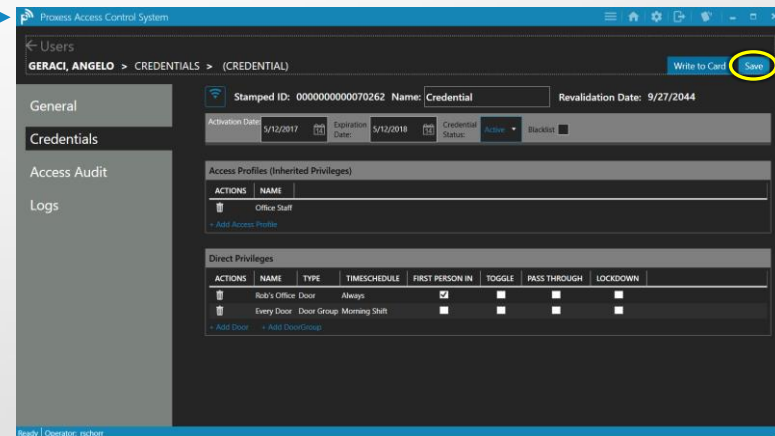 Proxess Access Control System
Users
GERACI, ANGELO > CREDENTIALS > (CREDENTIAL)
Write to Card Save
General
Credentials
Access Audit
Logs
Stamped ID: 0000000000070262 Name: Credential Revalidation Date: 9/27/2044
Activation Date: 5/12/2017 14 Expiration Date: 5/12/2018 14 Credential Status: Active Blacklist
Access Profiles (Inherited Privileges)
ACTIONS NAME
Office Staff
+ Add Access Profile
Direct Privileges
ACTIONS NAME TYPE TIMESCHEDULE FIRST PERSON IN TOGGLE PASS THROUGH LOCKDOWN
Rob's Office Door Always
Every Door Door Group Morning Shift
+ Add Door + Add DoorGroup
Ready Operator: rschorr